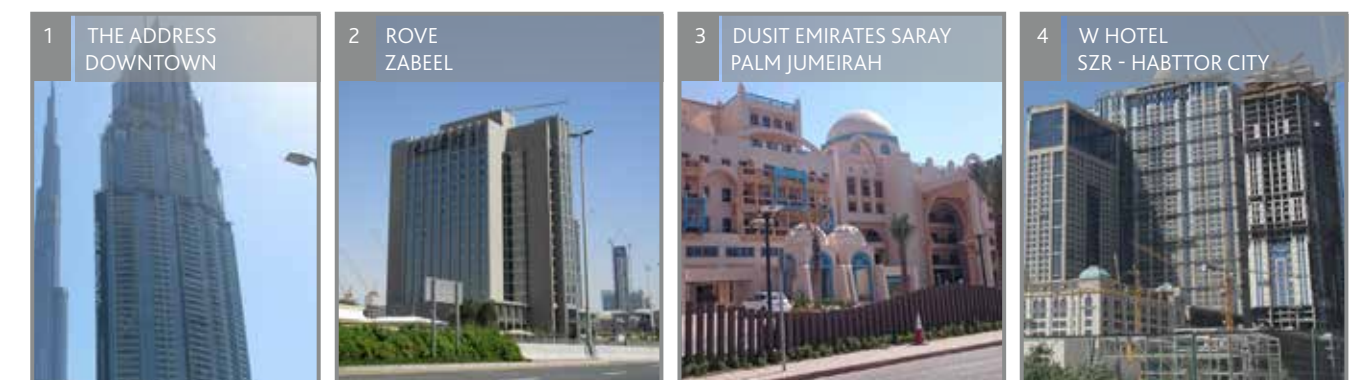 1 THE ADDRESS
DOWNTOWN
2 ROVE
ZABEEL
3 DUSIT EMIRATES SARAY
PALM JUMEIRAH
4 W HOTEL
SZR - HABTTOR CITY